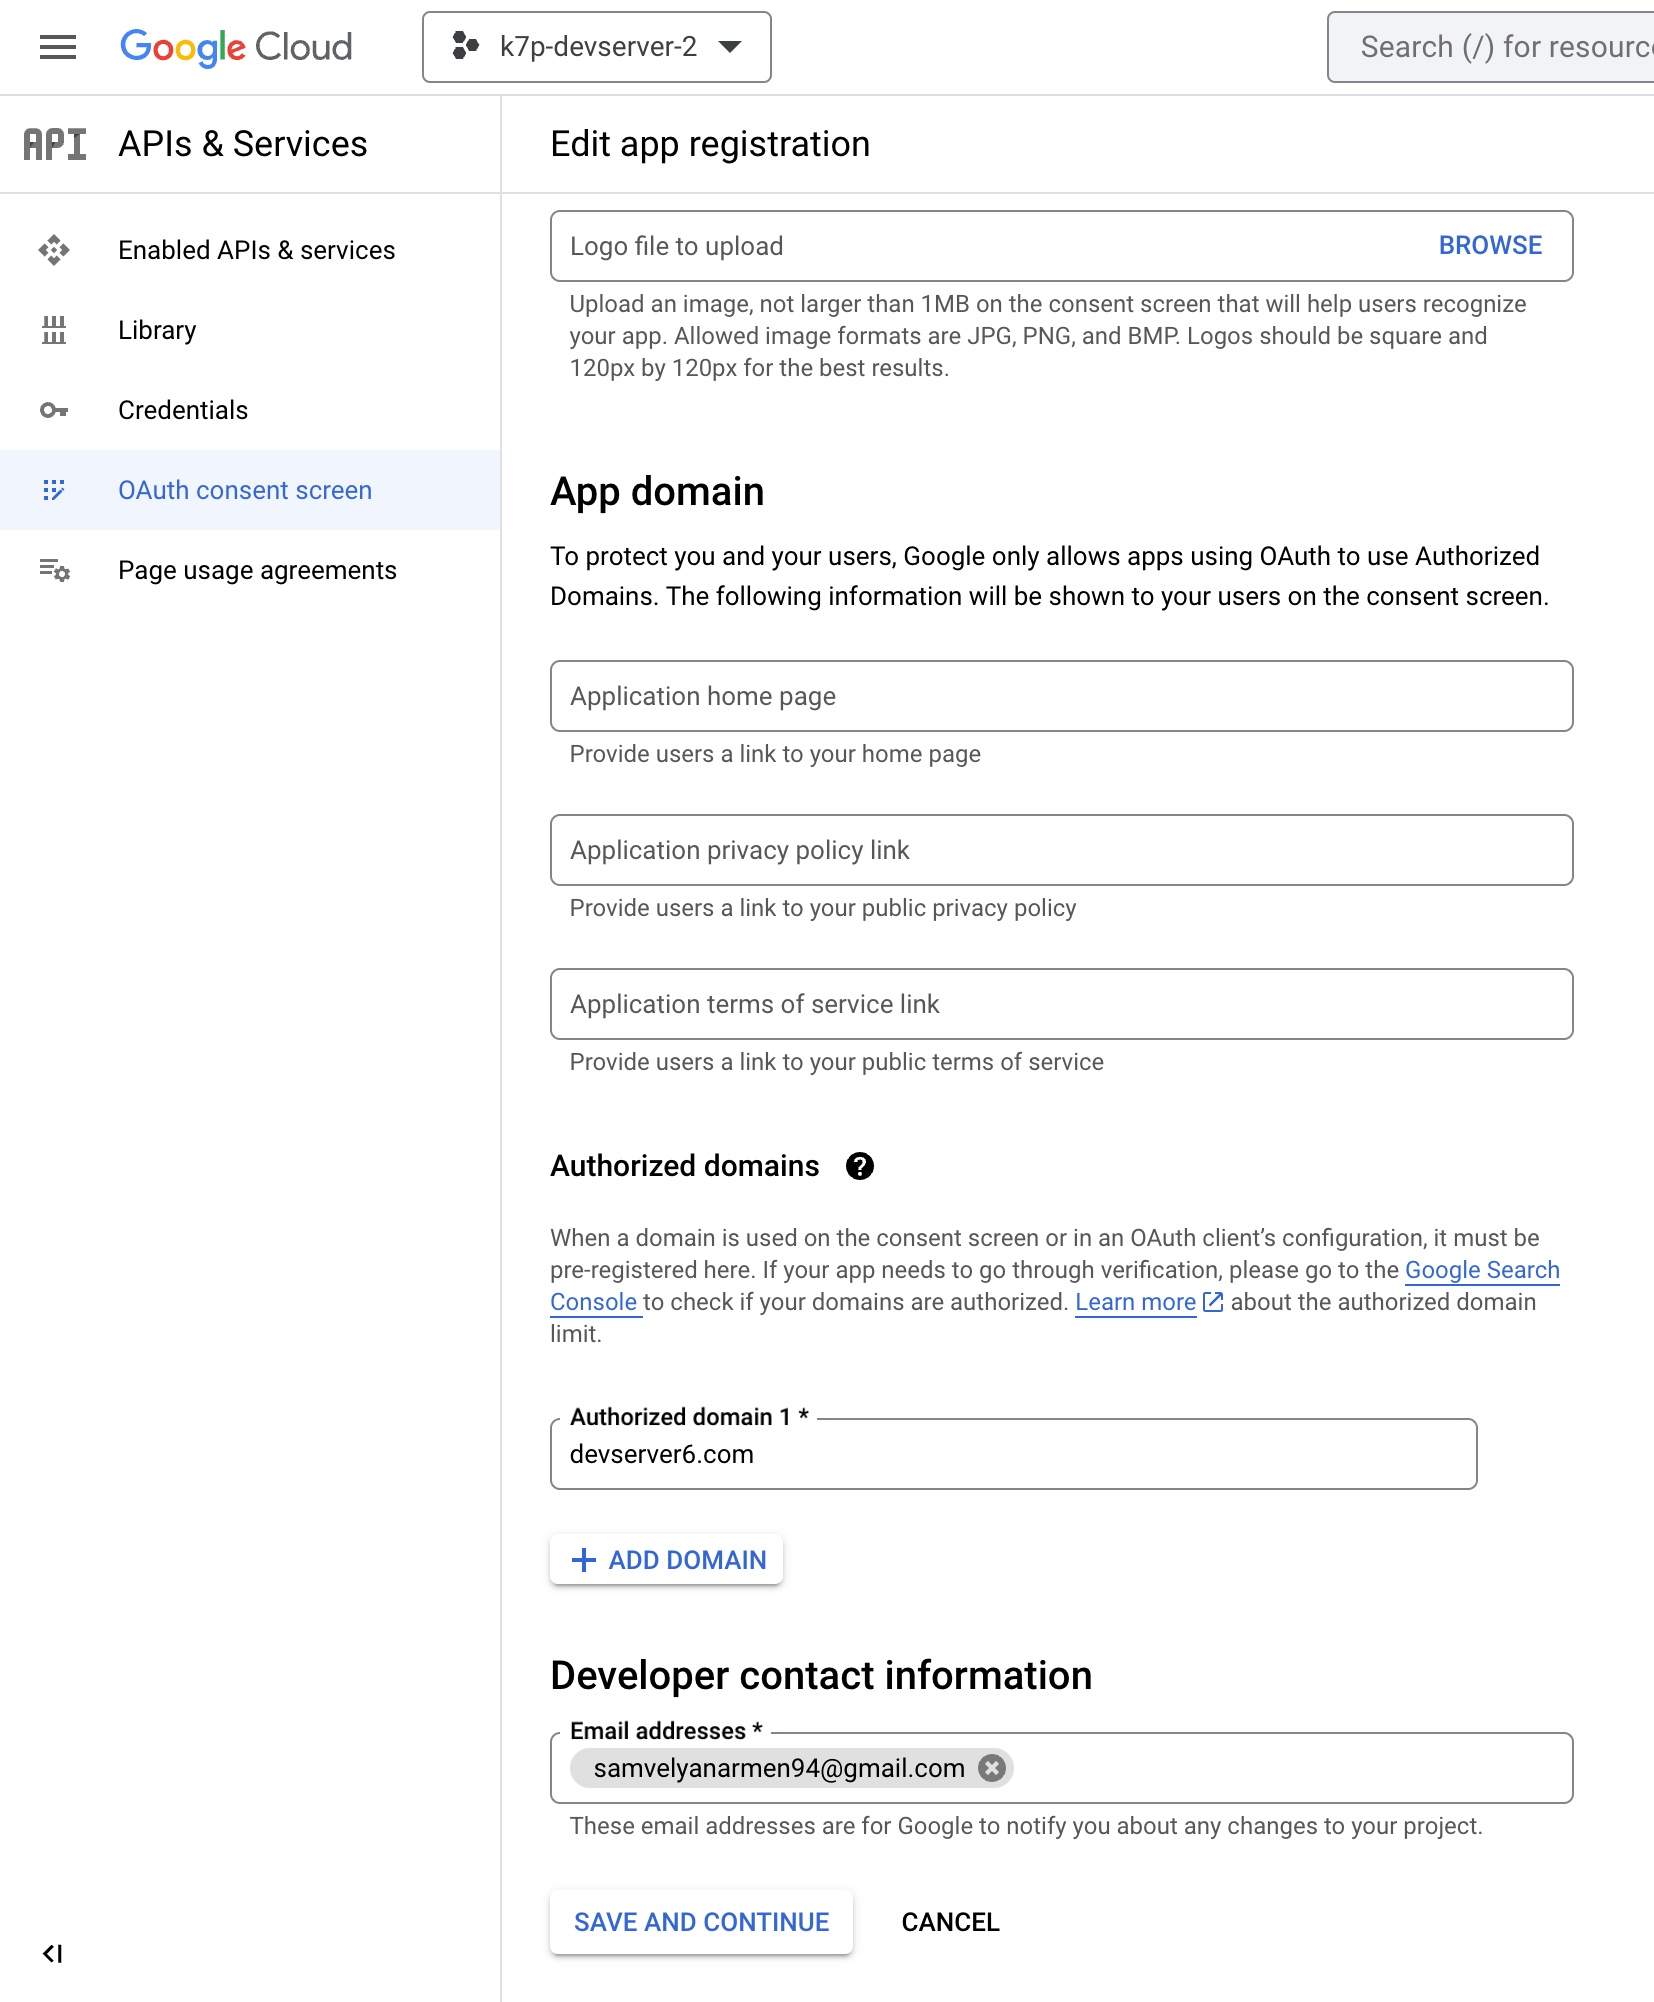 Google Cloud
k7p-devserver-2
Search (/) for resourc
API
APIs & Services
Edit app registration
Enabled APIs & services
Library
Credentials
OAuth consent screen
Page usage agreements
Logo file to upload
BROWSE
Upload an image, not larger than 1MB on the consent screen that will help users recognize
your app. Allowed image formats are JPG, PNG, and BMP. Logos should be square and
120px by 120px for the best results.
App domain
To protect you and your users, Google only allows apps using OAuth to use Authorized
Domains. The following information will be shown to your users on the consent screen.
Application home page
Provide users a link to your home page
Application privacy policy link
Provide users a link to your public privacy policy
Application terms of service link
Provide users a link to your public terms of service
Authorized domains ?
When a domain is used on the consent screen or in an OAuth client’s configuration, it must be
pre-registered here. If your app needs to go through verification, please go to the Google Search
Console to check if your domains are authorized. Learn more about the authorized domain
limit.
Authorized domain 1 *
devserver6.com
+ ADD DOMAIN
Developer contact information
Email addresses *
samvelyanarmen94@gmail.com
These email addresses are for Google to notify you about any changes to your project.
SAVE AND CONTINUE
CANCEL